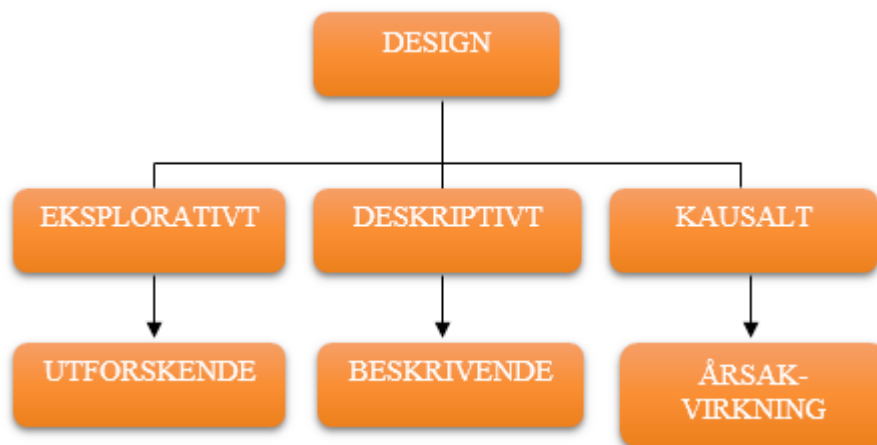 DESIGN
EKSPLORATIVT
DESKRIPTIVT
KAUSALT
UTFORSKENDE
BESKRIVENDE
ÅRSAK-
VIRKNING